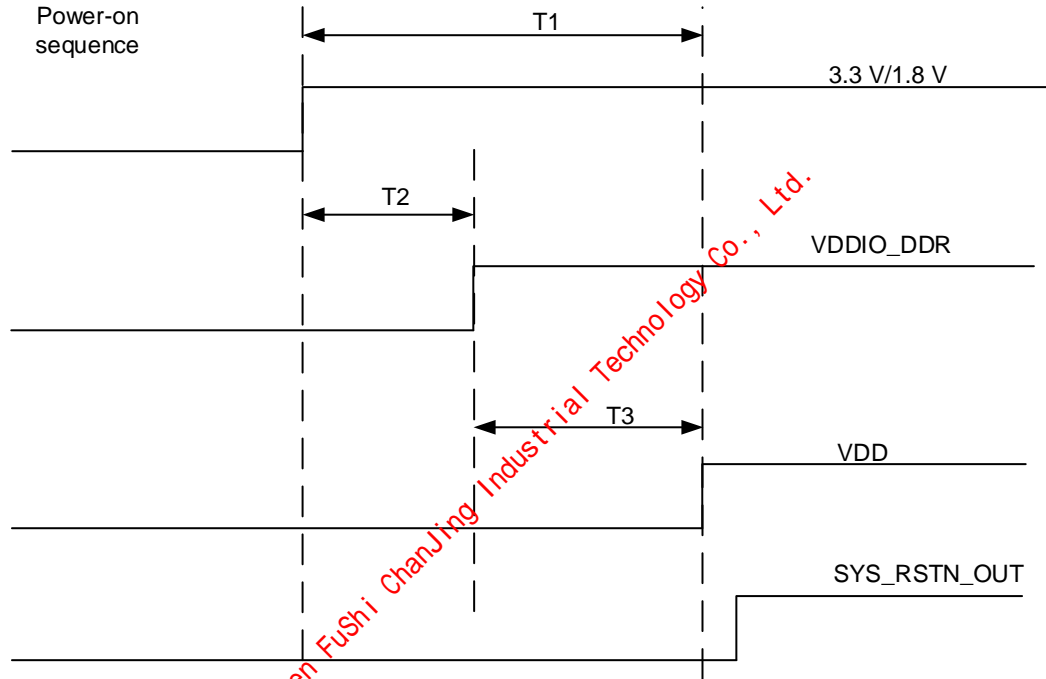 Power-on
sequence
T1
3.3 V/1.8 V
T2
VDDIO_DDR
T3
VDD
SYS_RSTN_OUT
en FuShi ChanJing Industrial Technology Co., Ltd.